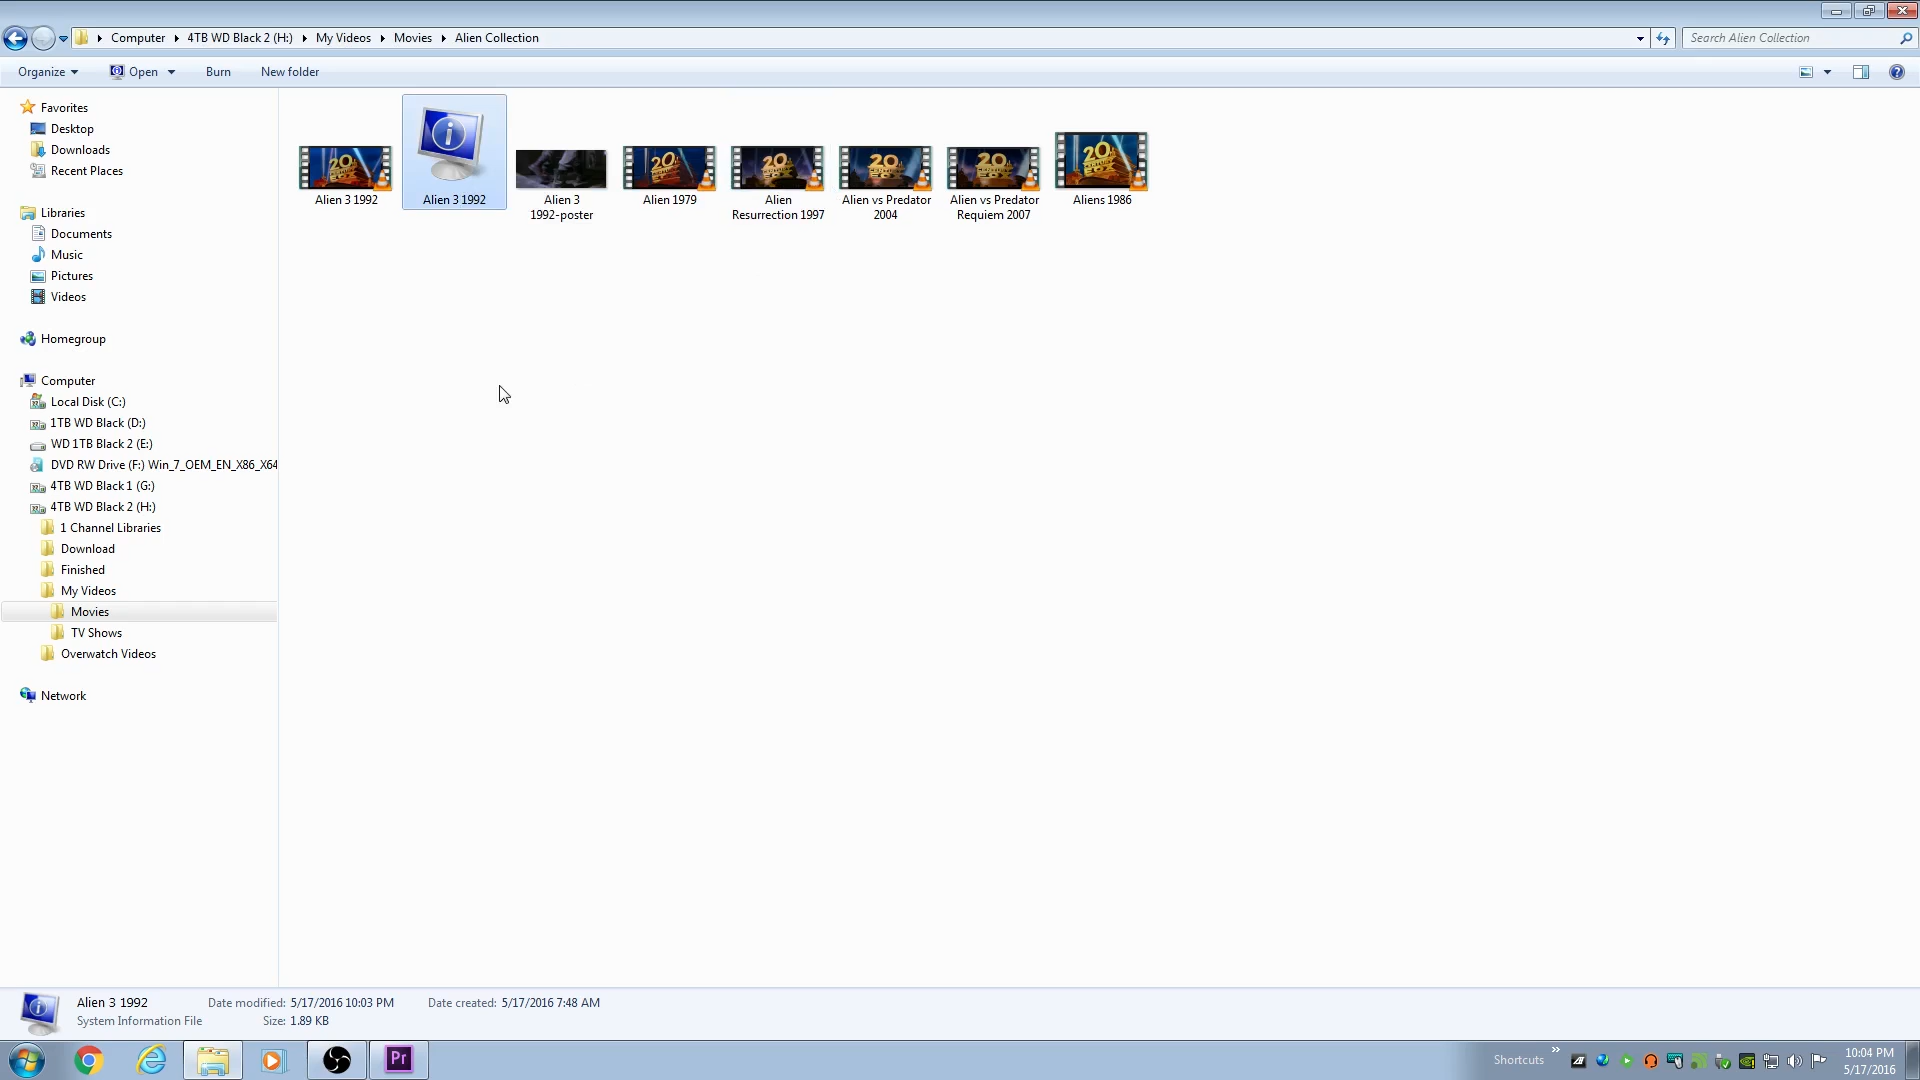 Computer 4TB WD Black 2 (H:) My Videos Movies Alien Collection
Search Alien Collection
Organize Open Burn New folder
Favorites
Desktop
Downloads
Recent Places
Libraries
Documents
Music
Pictures
Videos
Homegroup
Computer
Local Disk (C:)
1TB WD Black (D:)
WD 1TB Black 2 (E:)
DVD RW Drive (F:) Win_7_OEM_EN_X86_X64
4TB WD Black 1 (G:)
4TB WD Black 2 (H:)
1 Channel Libraries
Download
Finished
My Videos
Movies
TV Shows
Overwatch Videos
Network
Alien 3 1992
Alien 3 1992
Alien 3
1992-poster
Alien 1979
Alien
Resurrection 1997
Alien vs Predator
2004
Alien vs Predator
Requiem 2007
Aliens 1986
Alien 3 1992 Date modified: 5/17/2016 10:03 PM Date created: 5/17/2016 7:48 AM
System Information File Size: 1.89 KB
Pr
Shortcuts
10:04 PM
5/17/2016